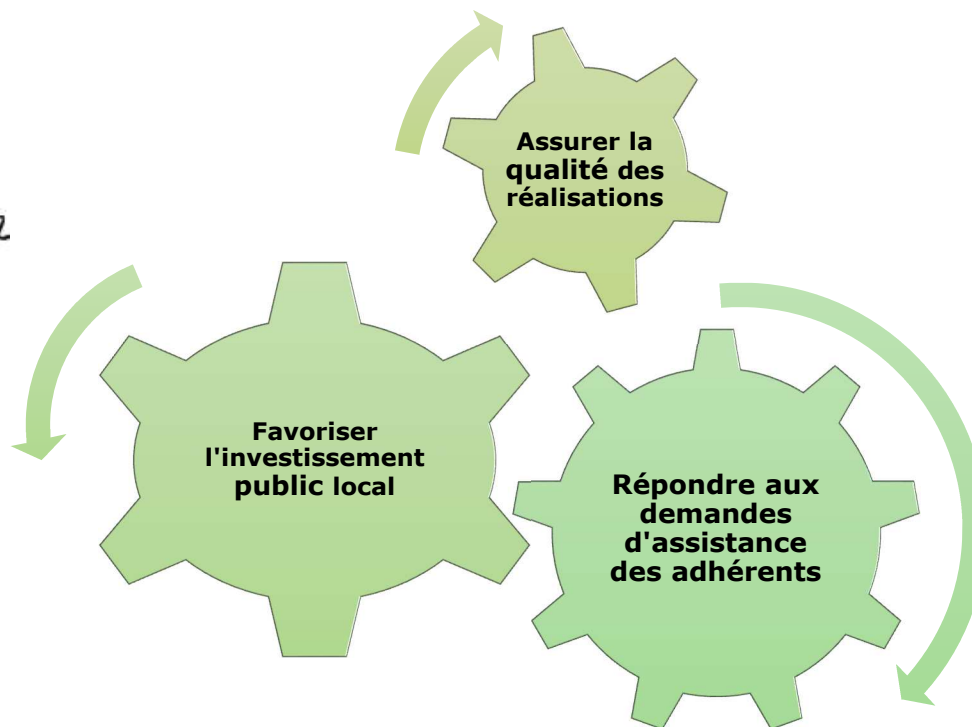 Assurer la
qualité des
réalisations
Favoriser
l'investissement
public local
Répondre aux
demandes
d'assistance
des adhérents